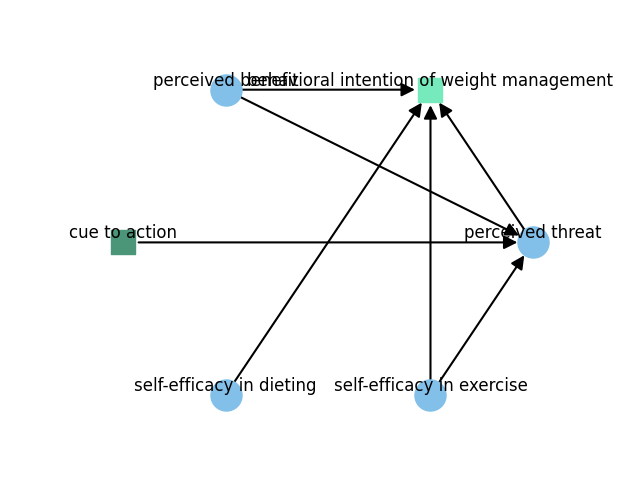 perceived benefit
behavioral intention of weight management
cue to action
perceived threat
self-efficacy in dieting
self-efficacy in exercise